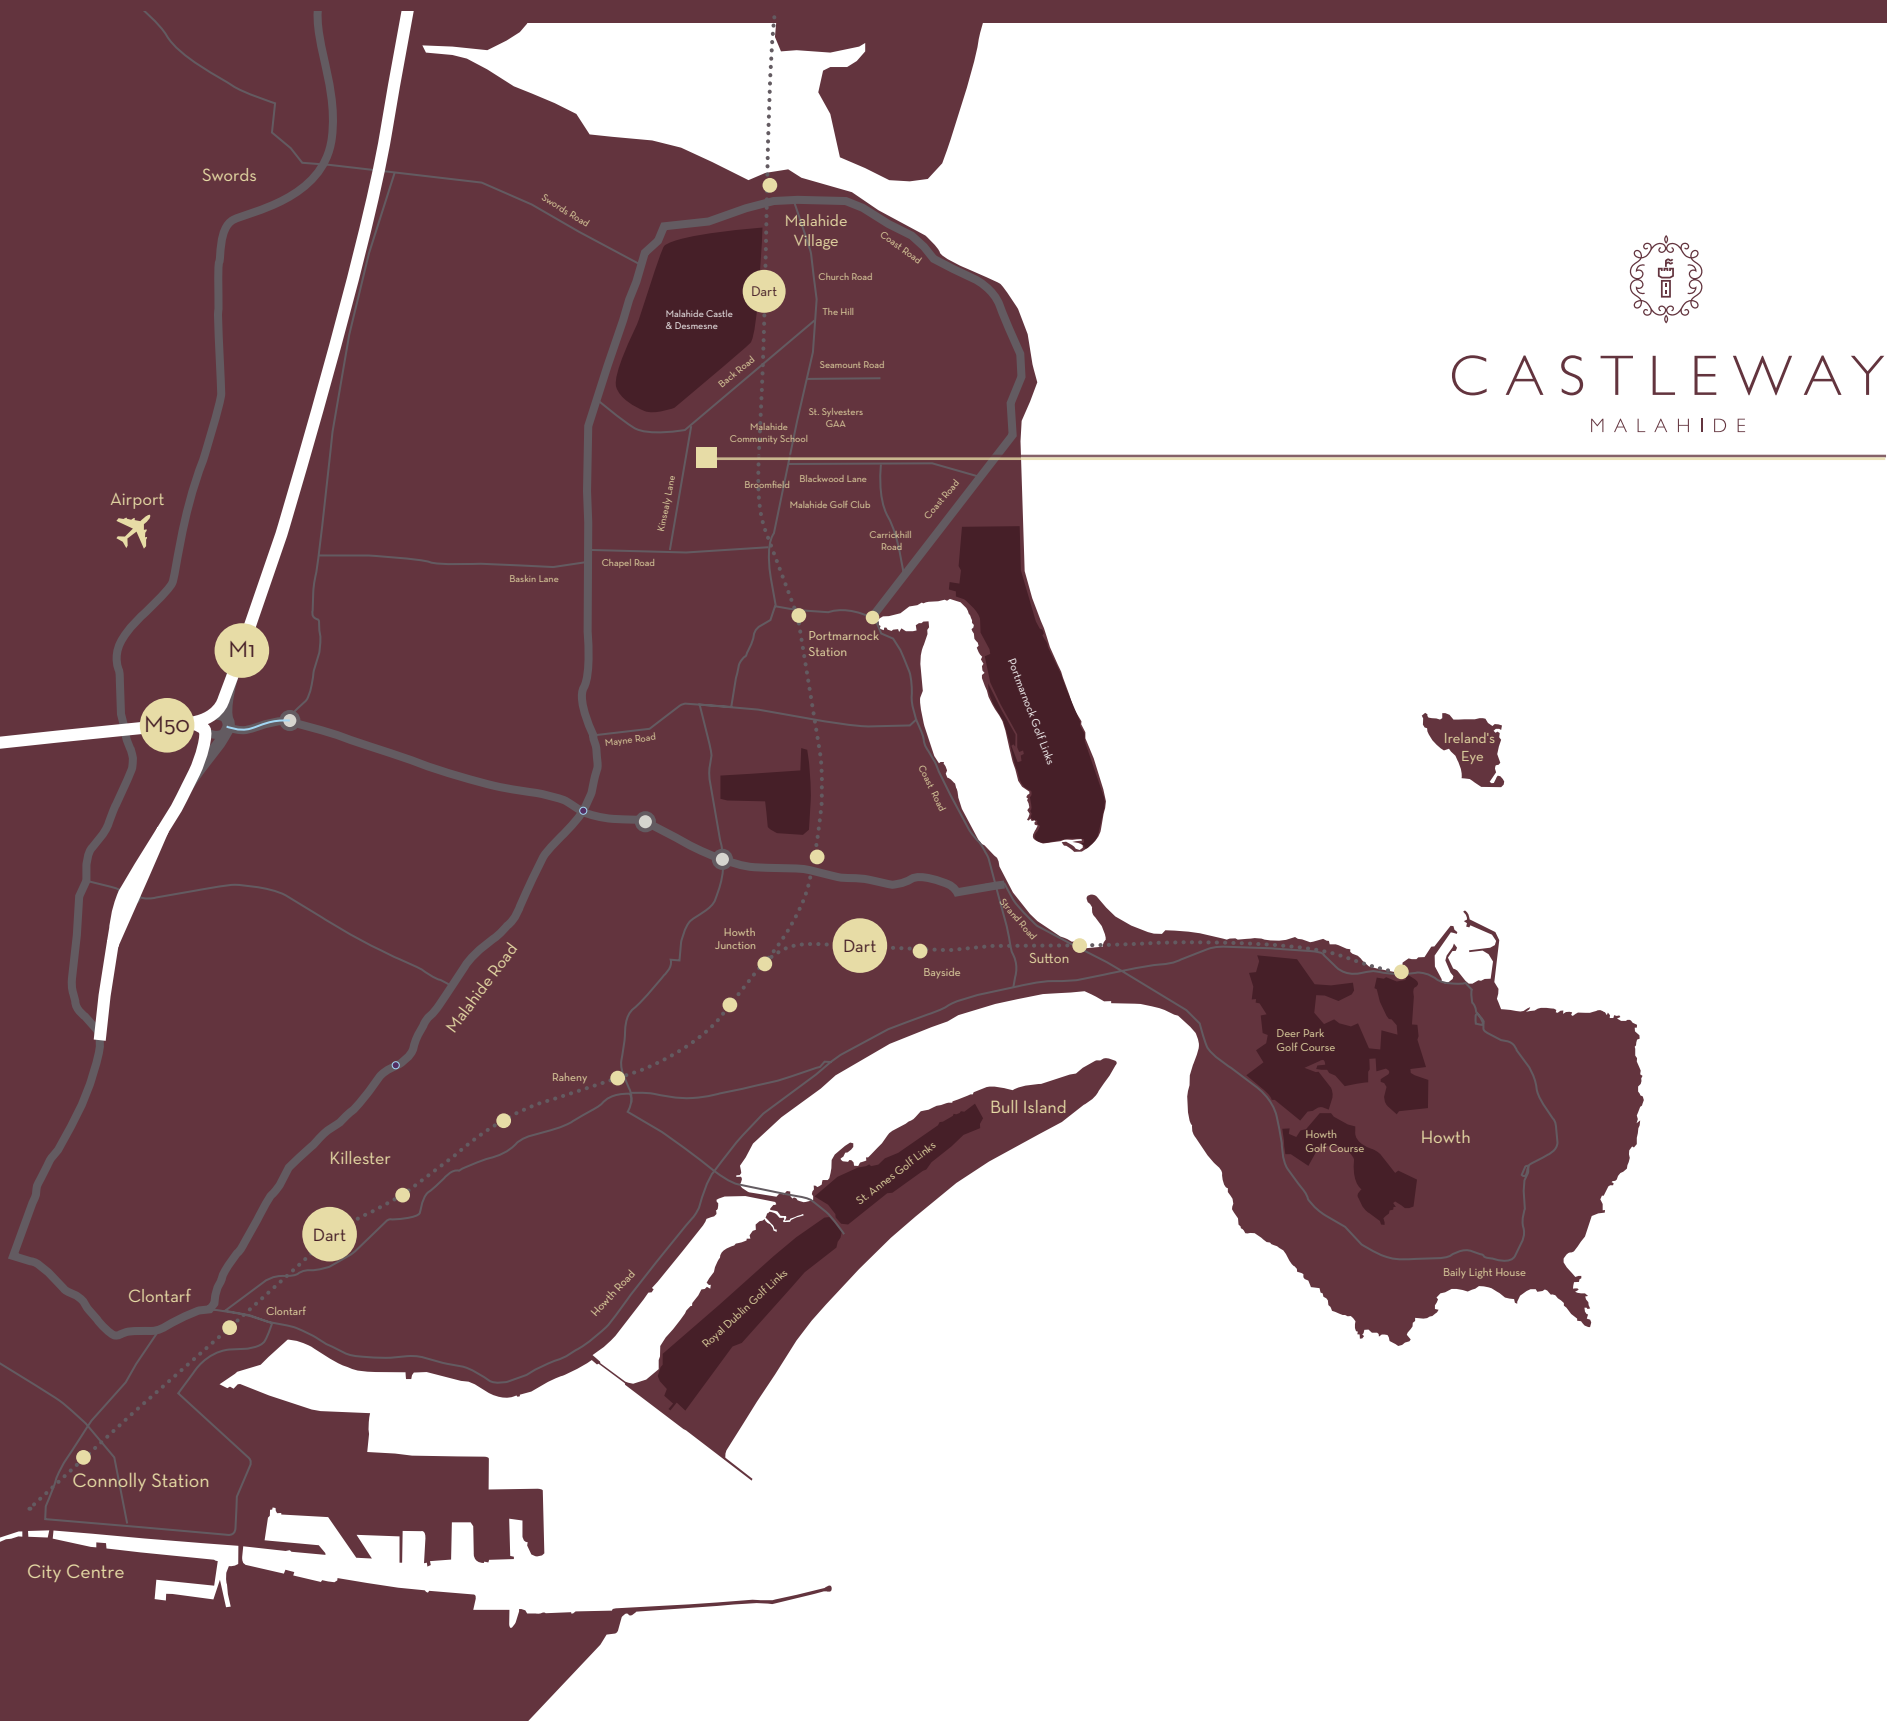 Swords
Swords Road
Malahide
Village
Coast Road
Church Road
Dart
The Hill
Malahide Castle
& Desmesne
Back Road
Seamount Road
St. Sylvesters
GAA
Malahide
Community School
CASTLEWAY
MALAHIDE
Kinsealy Lane
Broomfield
Blackwood Lane
Malahide Golf Club
Coast Road
Carrickhill
Road
Airport
Chapel Road
Baskin Lane
M1
Portmarnock
Station
Portmarnock Golf Links
M50
Mayne Road
Coast Road
Ireland's
Eye
Strand Road
Howth
Junction
Dart
Bayside
Sutton
Malahide Road
Deer Park
Golf Course
Raheny
Bull Island
Howth
Golf Course
Howth
Killester
St. Annes Golf Links
Dart
Baily Light House
Clontarf
Clontarf
Howth Road
Royal Dublin Golf Links
Connolly Station
City Centre